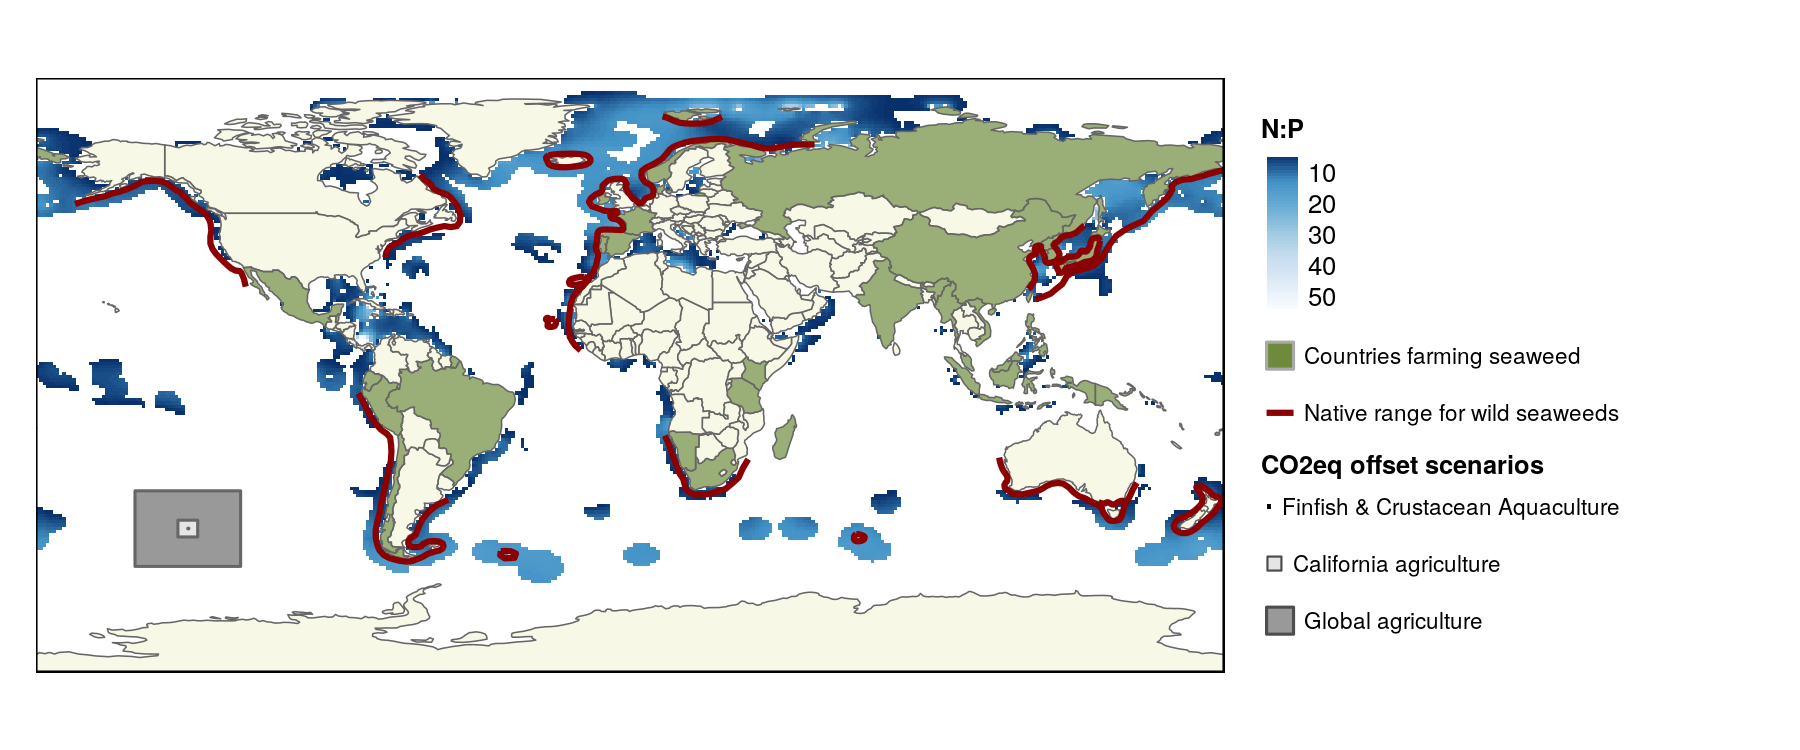 N:P
10
20
30
40
50
Countries farming seaweed
Native range for wild seaweeds
CO2eq offset scenarios
Finfish & Crustacean Aquaculture
California agriculture
Global agriculture